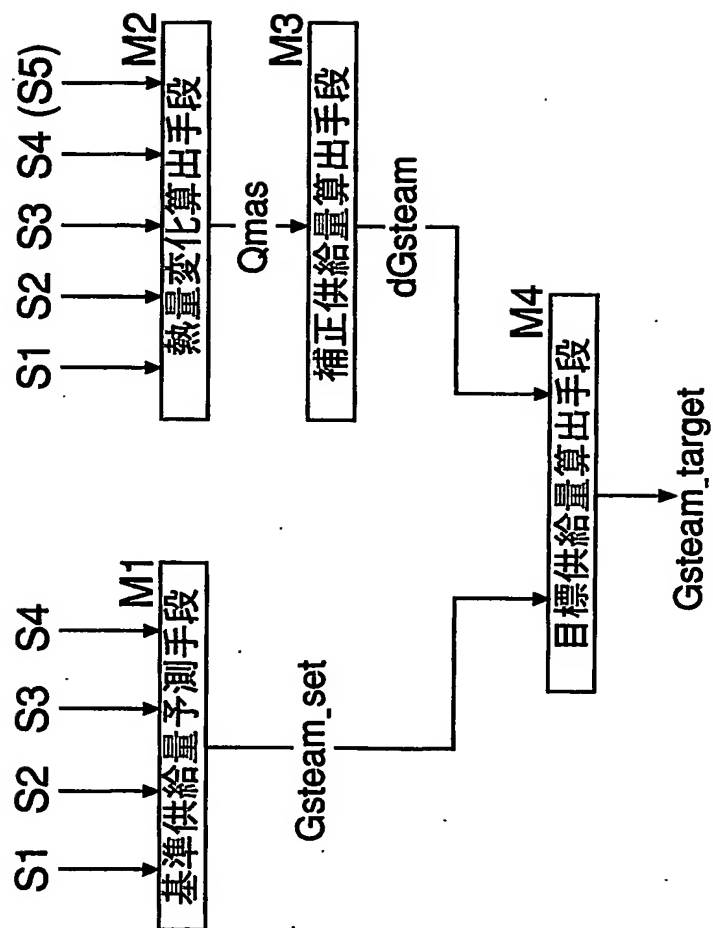 S1 S2 S3 S4
M1
基準供給量予測手段
Gsteam_set
S1 S2 S3 S4 (S5)
M2
熱量変化算出手段
Qmas
M3
補正供給量算出手段
dGsteam
M4
目標供給量算出手段
Gsteam_target